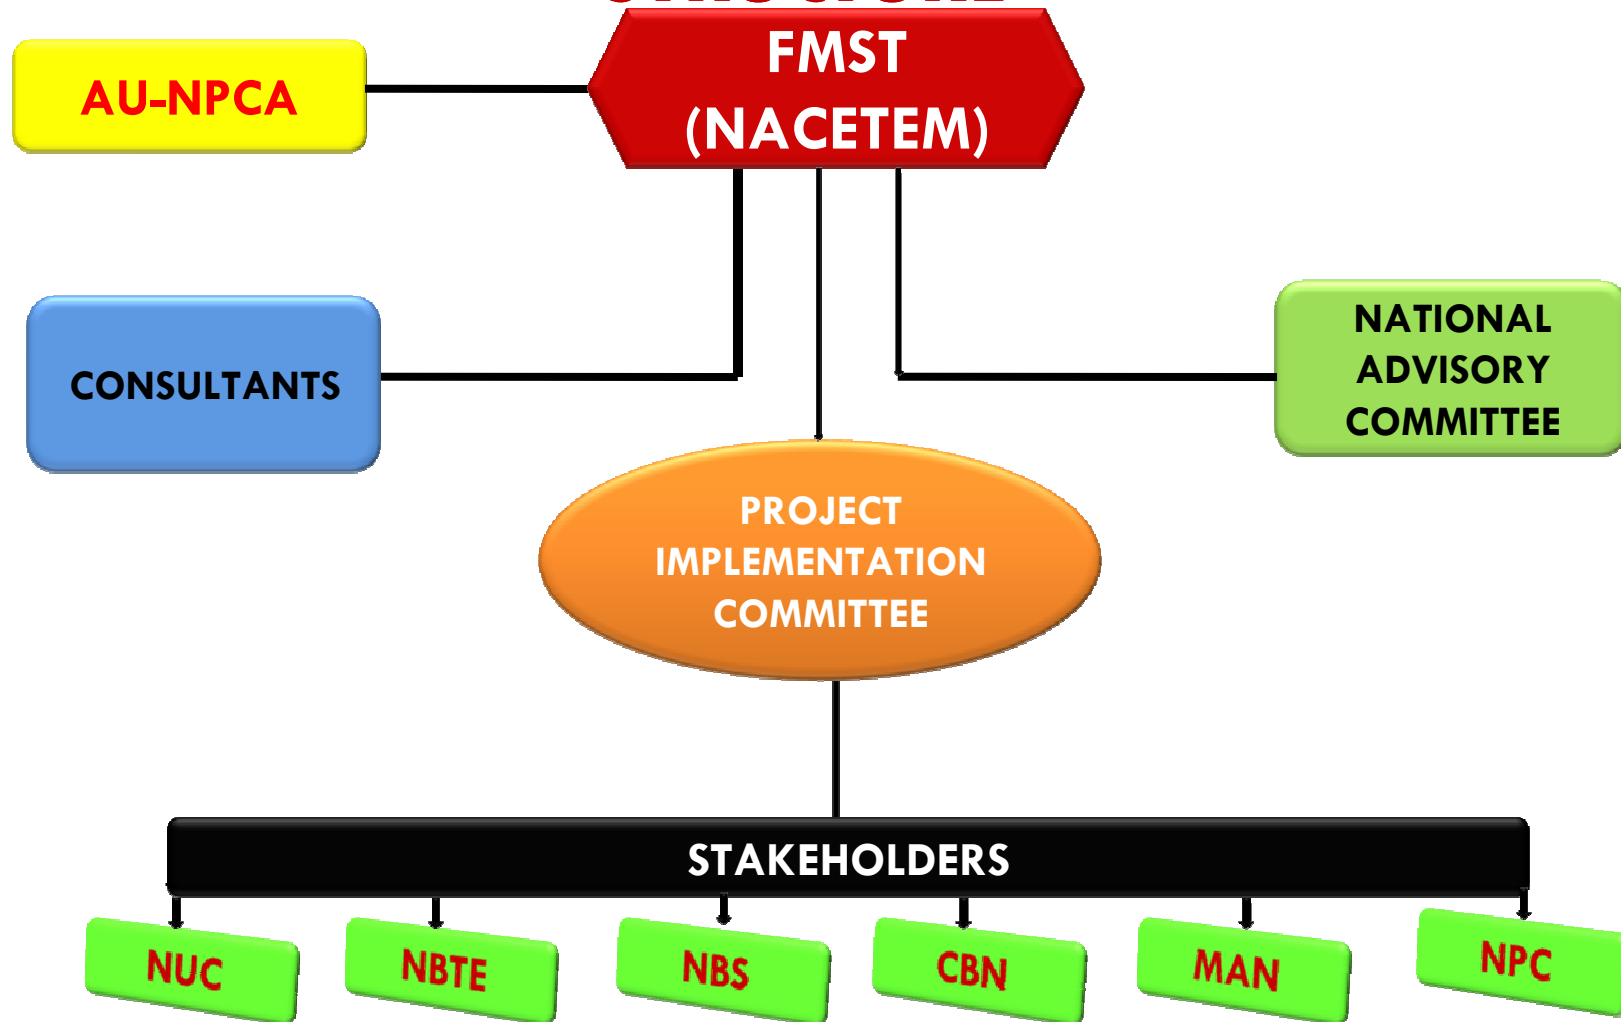 FMST
(NACETEM)
AU-NPCA
CONSULTANTS
NATIONAL
ADVISORY
COMMITTEE
PROJECT
IMPLEMENTATION
COMMITTEE
STAKEHOLDERS
NUC
NBTE
NBS
CBN
MAN
NPC